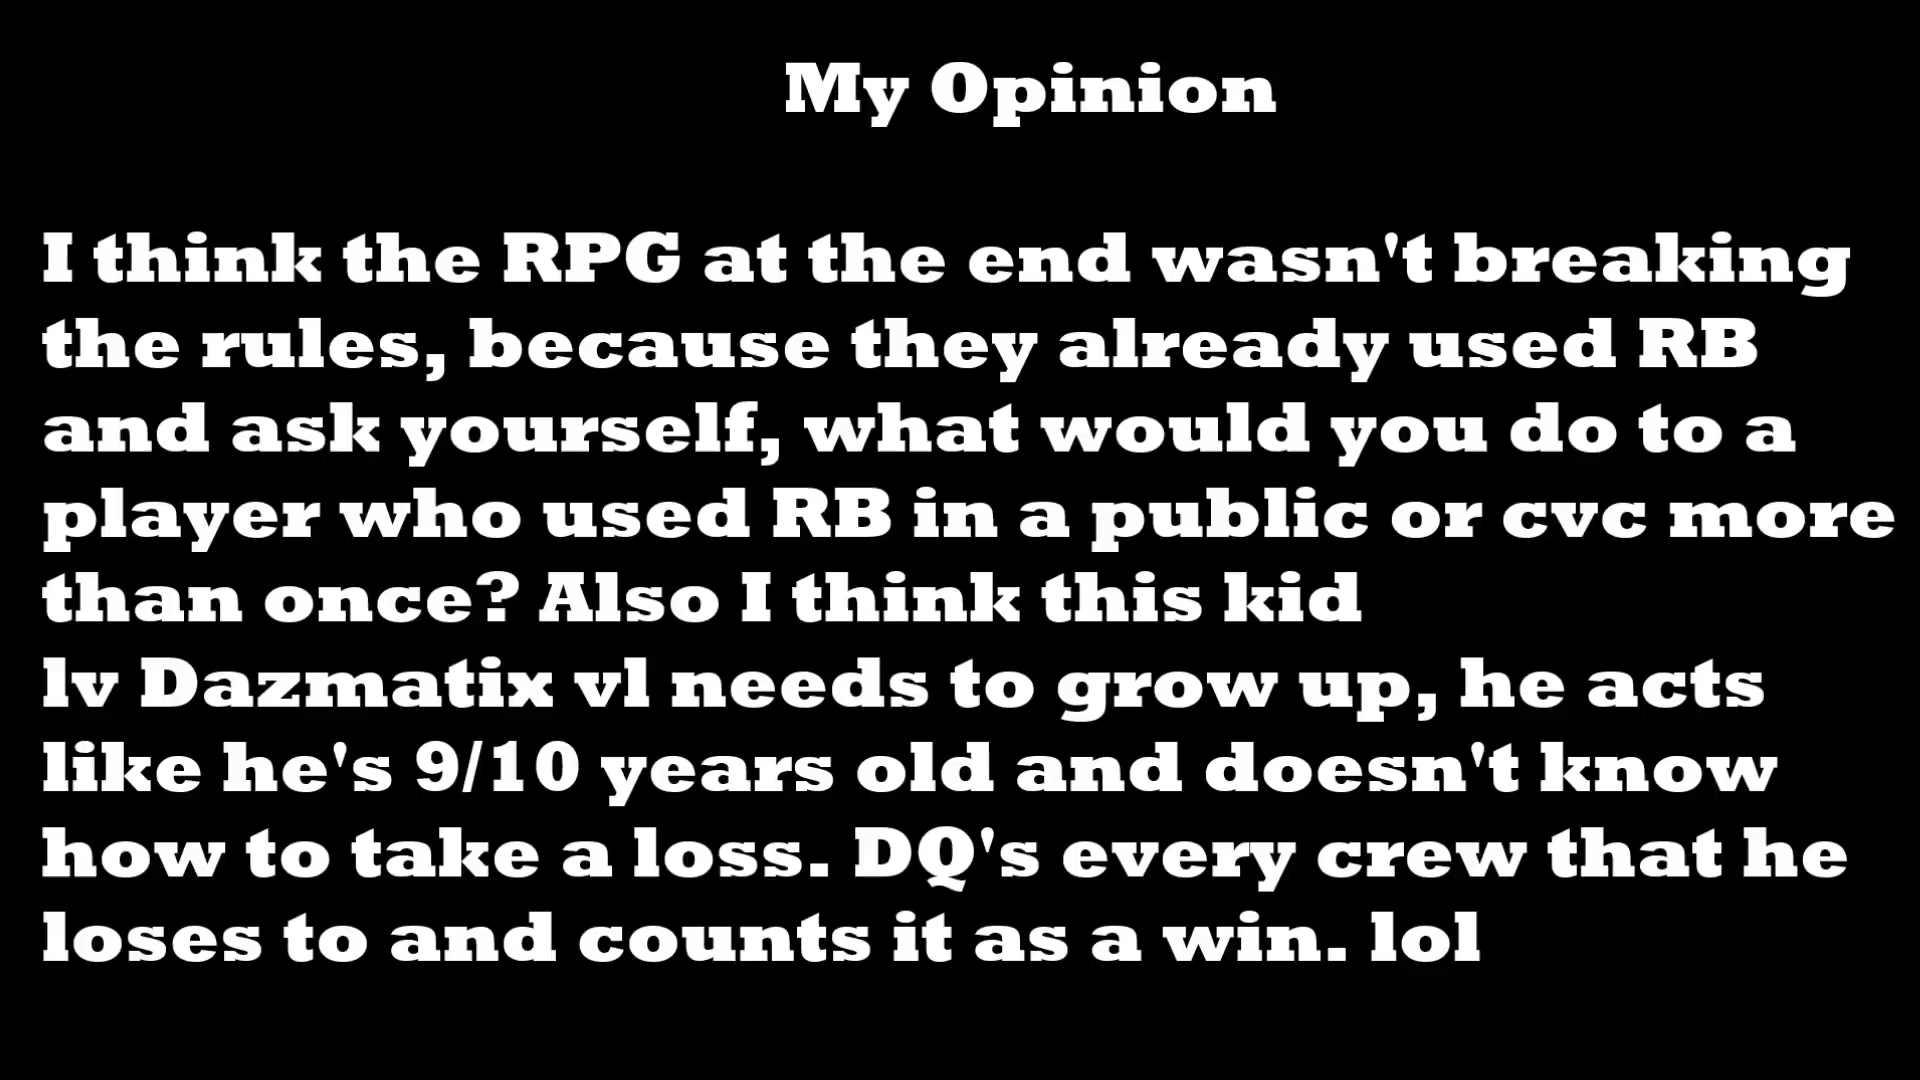 My Opinion
I think the RPG at the end wasn't breaking
the rules, because they already used RB
and ask yourself, what would you do to a
player who used RB in a public or cvc more
than once? Also I think this kid
lv Dazmatix vl needs to grow up, he acts
like he's 9/10 years old and doesn't know
how to take a loss. DQ's every crew that he
loses to and counts it as a win. lol